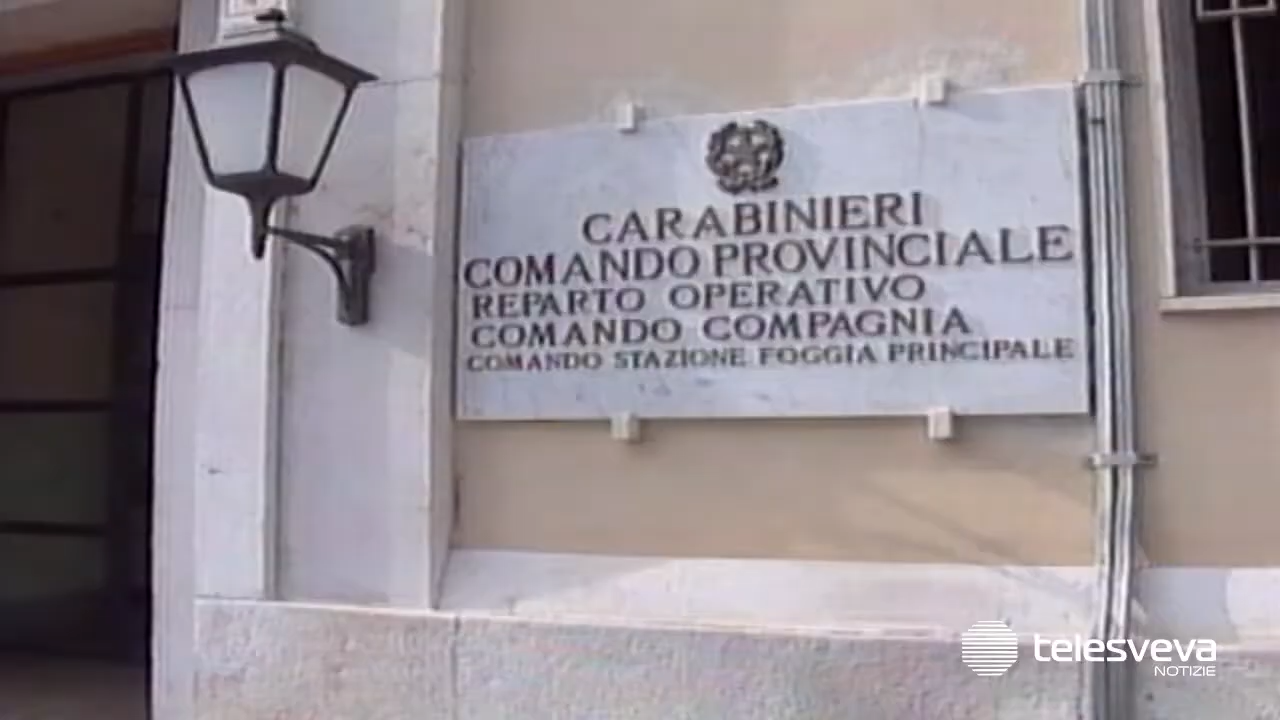 CARABINIERI
COMANDO PROVINCIALE
REPARTO OPERATIVO
COMANDO COMPAGNIA
COMANDO STAZIONE FOGGIA PRINCIPALE
telesveva
NOTIZIE